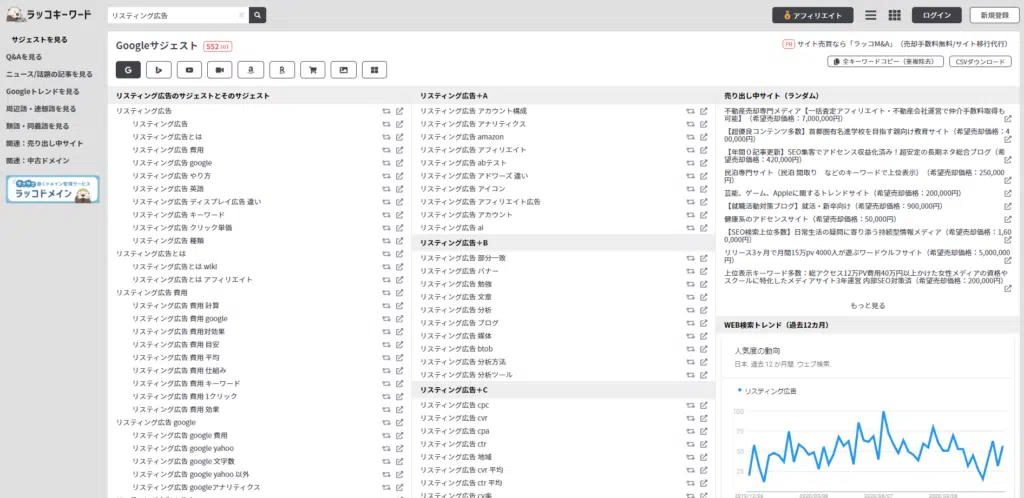 ラッコキーワード
リスティング広告
アフィリエイト
ログイン
新規登録
サジェストを見る
Q&Aを見る
ニュース/話題の記事を見る
Googleトレンドを見る
周辺語・連想語を見る
類語・同義語を見る
関連：売り出し中サイト
関連：中古ドメイン
ラッコドメイン
Googleサジェスト 552
PR サイト売買なら「ラッコM&A」（売却手数料無料/サイト移行代行）
全キーワードコピー（重複除去）
CSVダウンロード
リスティング広告のサジェストとそのサジェスト
リスティング広告
リスティング広告
リスティング広告とは
リスティング広告 費用
リスティング広告 google
リスティング広告 やり方
リスティング広告 英語
リスティング広告 ディスプレイ広告 違い
リスティング広告 キーワード
リスティング広告 クリック単価
リスティング広告 種類
リスティング広告とは
リスティング広告とは wiki
リスティング広告とは アフィリエイト
リスティング広告 費用
リスティング広告 費用 計算
リスティング広告 費用 google
リスティング広告 費用対効果
リスティング広告 費用 目安
リスティング広告 費用 平均
リスティング広告 費用 仕組み
リスティング広告 費用 キーワード
リスティング広告 費用 1クリック
リスティング広告 費用 効果
リスティング広告 google
リスティング広告 google 費用
リスティング広告 google yahoo
リスティング広告 google 文字数
リスティング広告 google yahoo 以外
リスティング広告 googleアナリティクス
リスティング広告＋A
リスティング広告 アカウント構成
リスティング広告 アナリティクス
リスティング広告 amazon
リスティング広告 アフィリエイト
リスティング広告 abテスト
リスティング広告 アドワーズ 違い
リスティング広告 アイコン
リスティング広告 アフィリエイト広告
リスティング広告 アカウント
リスティング広告 ai
リスティング広告＋B
リスティング広告 部分一致
リスティング広告 バナー
リスティング広告 勉強
リスティング広告 文章
リスティング広告 分析
リスティング広告 ブログ
リスティング広告 媒体
リスティング広告 btob
リスティング広告 分析方法
リスティング広告 分析ツール
リスティング広告＋C
リスティング広告 cpc
リスティング広告 cvr
リスティング広告 cpa
リスティング広告 ctr
リスティング広告 地域
リスティング広告 cvr 平均
リスティング広告 ctr 平均
リスティング広告 cv率
売り出し中サイト（ランダム）
不動産売却専門メディア【一括査定アフィリエイト・不動産会社運営で仲介手数料取得も
可能】（希望売却価格：7,000,000円）
【超優良コンテンツ多数】首都圏有名進学校を目指す親向け教育サイト（希望売却価格：4
00,000円）
【年間０記事更新】SEO集客でアドセンス収益化済み！超安定の長期ネタ総合ブログ（希
望売却価格：420,000円）
民泊専門サイト（民泊 間取り　などのキーワードで上位表示）（希望売却価格：250,000
円）
芸能、ゲーム、Appleに関するトレンドサイト（希望売却価格：200,000円）
【就職活動対策ブログ】就活・新卒向け（希望売却価格：900,000円）
健康系のアドセンスサイト（希望売却価格：50,000円）
【SEO検索上位多数】日常生活の疑問に寄り添う持続型情報メディア（希望売却価格：1,60
0,000円）
リリース3ヶ月で月間15万pv 4000人が遊ぶワードウルフサイト（希望売却価格：5,000,000
円）
上位表示キーワード多数：総アクセス12万PV費用40万円以上かけた女性メディアの資格や
スクールに特化したメディアサイト3年運営 内部SEO対策済（希望売却価格：200,000円）
もっと見る
WEB検索トレンド（過去12カ月）
人気度の動向
日本. 過去 12 か月間. ウェブ検索.
リスティング広告
100
75
50
25